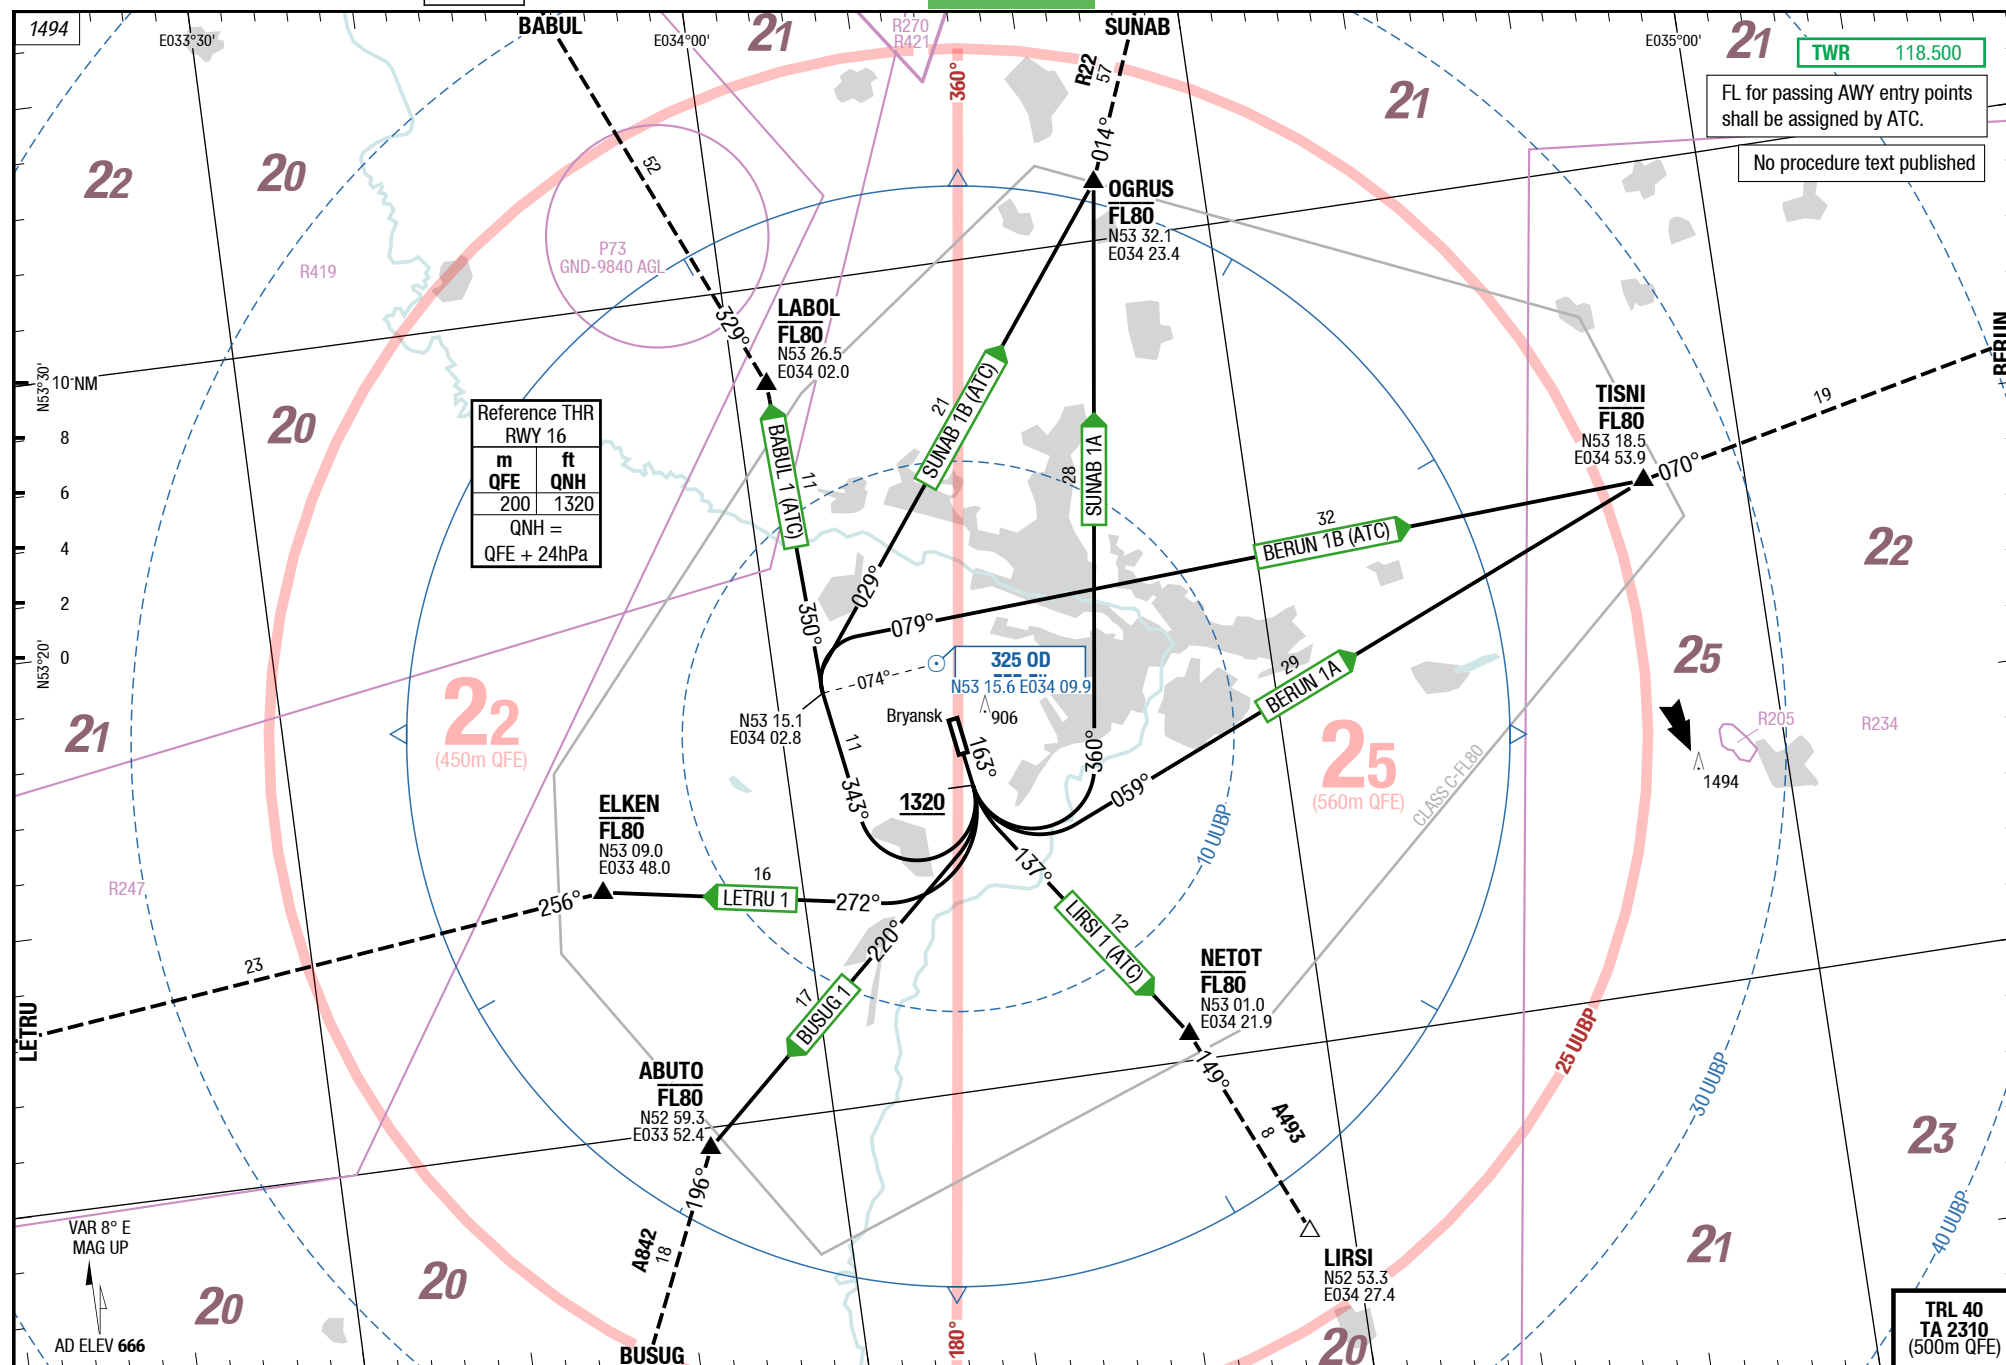 1494
E033°30'
BABUL
E034°00'
21
R270
R421
SUNAB
E035°00'
21
TWR 118.500
FL for passing AWY entry points
shall be assigned by ATC.
No procedure text published
360°
R22
57
014°
21
22
20
52
P73
GND-9840 AGL
R419
OGRUS
FL80
N53 32.1
E034 23.4
329°
LABOL
FL80
N53 26.5
E034 02.0
BERUN
19
N53°30'
10 NM
8
6
4
2
0
N53°20'
20
Reference THR
RWY 16
m ft
QFE QNH
200 1320
QNH =
QFE + 24hPa
BABUL 1 (ATC)
11
21
SUNAB 1B (ATC)
28
SUNAB 1A
TISNI
FL80
N53 18.5
E034 53.9
070°
32
BERUN 1B (ATC)
22
029°
350°
079°
074°
325 OD
N53 15.6 E034 09.9
29
BERUN 1A
25
21
22
(450m QFE)
N53 15.1
E034 02.8
Bryansk
906
163°
11
343°
1320
360°
059°
25
(560m QFE)
CLASS C-FL80
R205
R234
1494
10 UUBP
ELKEN
FL80
N53 09.0
E033 48.0
R247
256°
16
LETRU 1
272°
220°
137°
12
LIRSI 1 (ATC)
23
LETRU
17
BUSUG 1
NETOT
FL80
N53 01.0
E034 21.9
25 UUBP
149°
ABUTO
FL80
N52 59.3
E033 52.4
30 UUBP
A493
8
23
196°
A842
18
VAR 8° E
MAG UP
40 UUBP
21
LIRSI
N52 53.3
E034 27.4
20
20
AD ELEV 666
BUSUG
180°
20
TRL 40
TA 2310
(500m QFE)